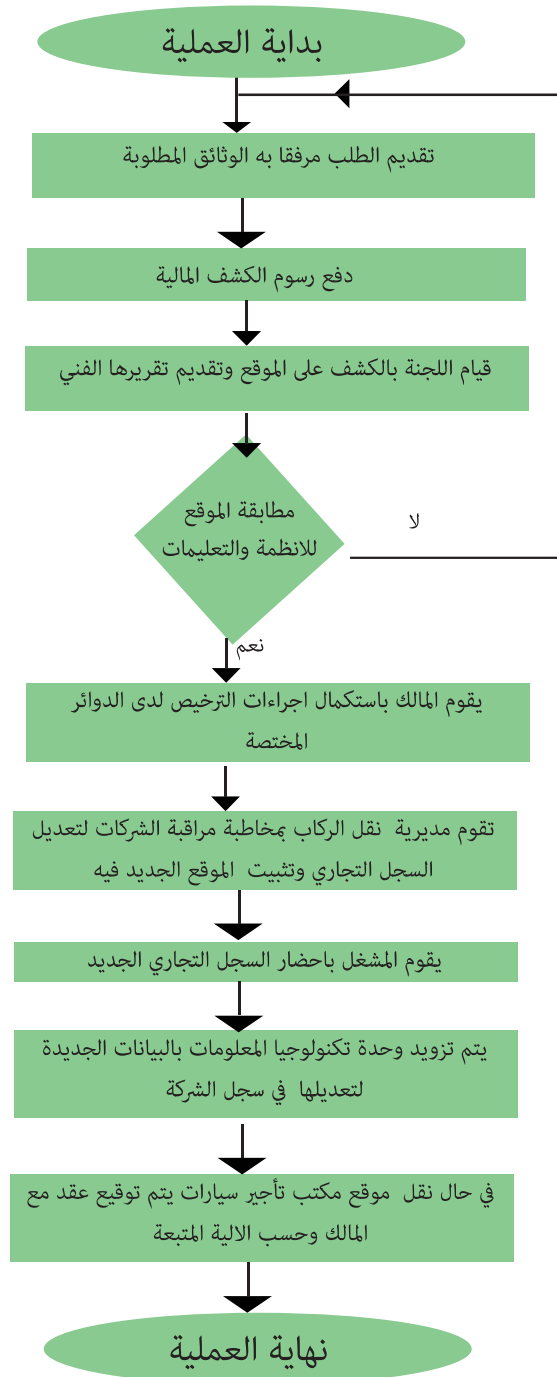 بداية العملية
تقديم الطلب مرفقا به الوثائق المطلوبة
دفع رسوم الكشف المالية
قيام اللجنة بالكشف على الموقع وتقديم تقريرها الفني
مطابقة الموقع
للانظمة والتعليمات
لا
نعم
يقوم المالك باستكمال اجراءات الترخيص لدى الدوائر
المختصة
تقوم مديرية نقل الركاب بمخاطبة مراقبة الشركات لتعديل
السجل التجاري وتثبيت الموقع الجديد فيه
يقوم المشغل باحضار السجل التجاري الجديد
يتم تزويد وحدة تكنولوجيا المعلومات بالبيانات الجديدة
لتعديلها في سجل الشركة
في حال نقل موقع مكتب تأجير سيارات يتم توقيع عقد مع
المالك وحسب الالية المتبعة
نهاية العملية